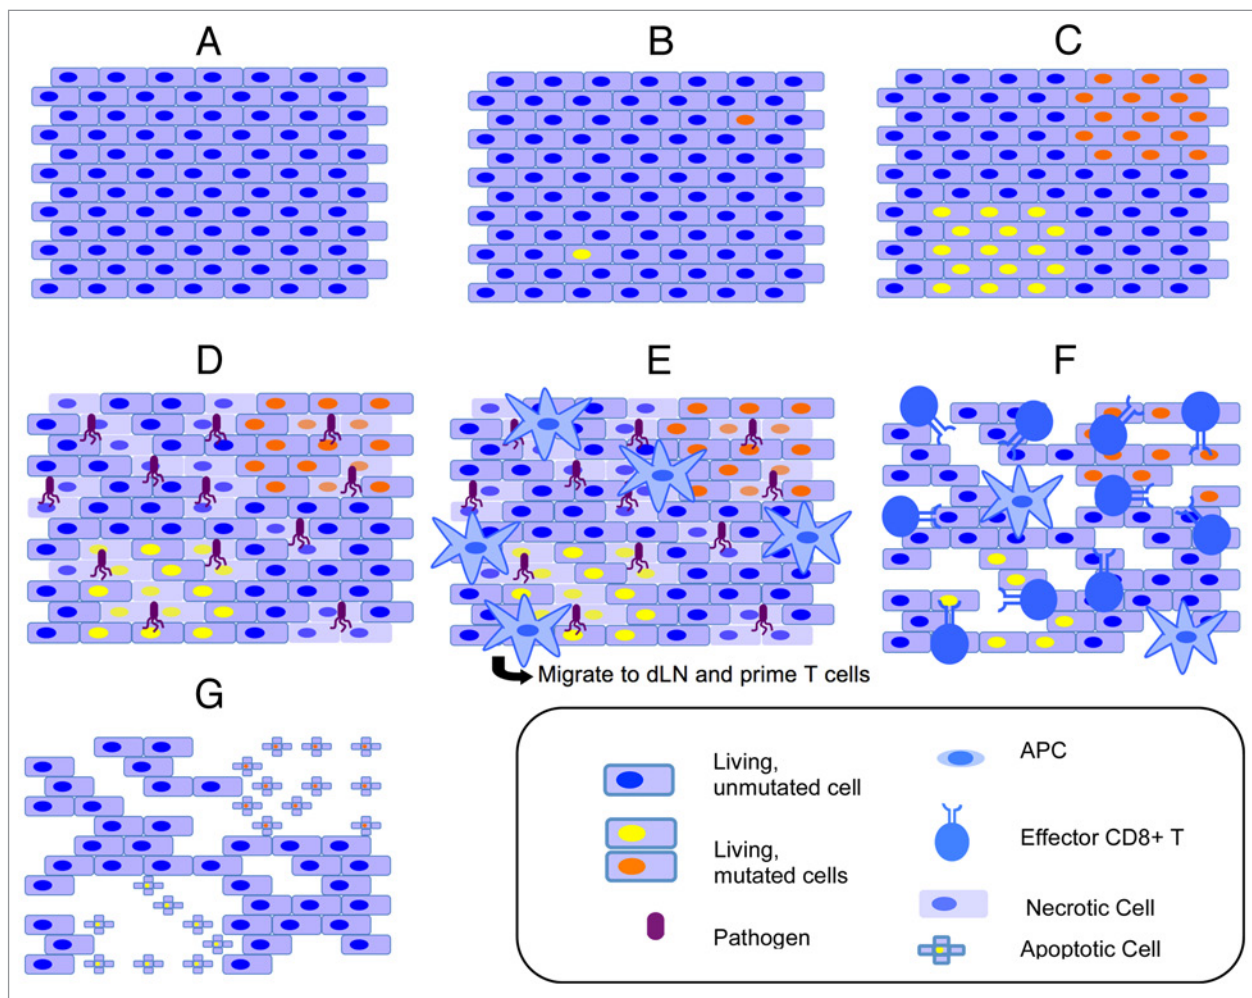 A
B
C
D
E
F
Migrate to dLN and prime T cells
G
Living,
unmutated cell
Living,
mutated cells
Pathogen
APC
Effector CD8+ T
Necrotic Cell
Apoptotic Cell